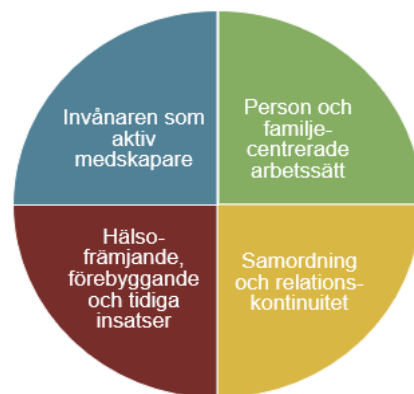 Invånaren som
aktiv
medskapare
Person och
familje-
centrerade
arbetssätt
Hälso-
främjande,
förebyggande
och tidiga
insatser
Samordning
och relations-
kontinuitet